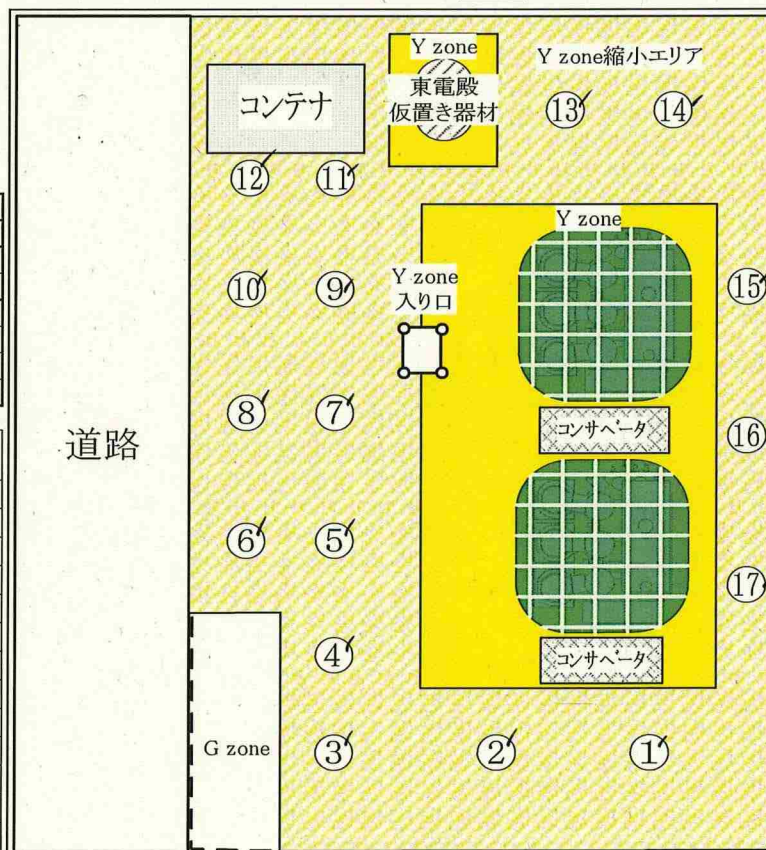 Y zone
東電殿
仮置き器材
Y zone縮小エリア
コンテナ
⑬
⑭
⑫
⑪
Y zone
⑩
⑨
Y zone
入り口
⑮
⑧
⑦
コンサベータ
⑯
道路
⑥
⑤
⑰
④
コンサベータ
G zone
③
②
①